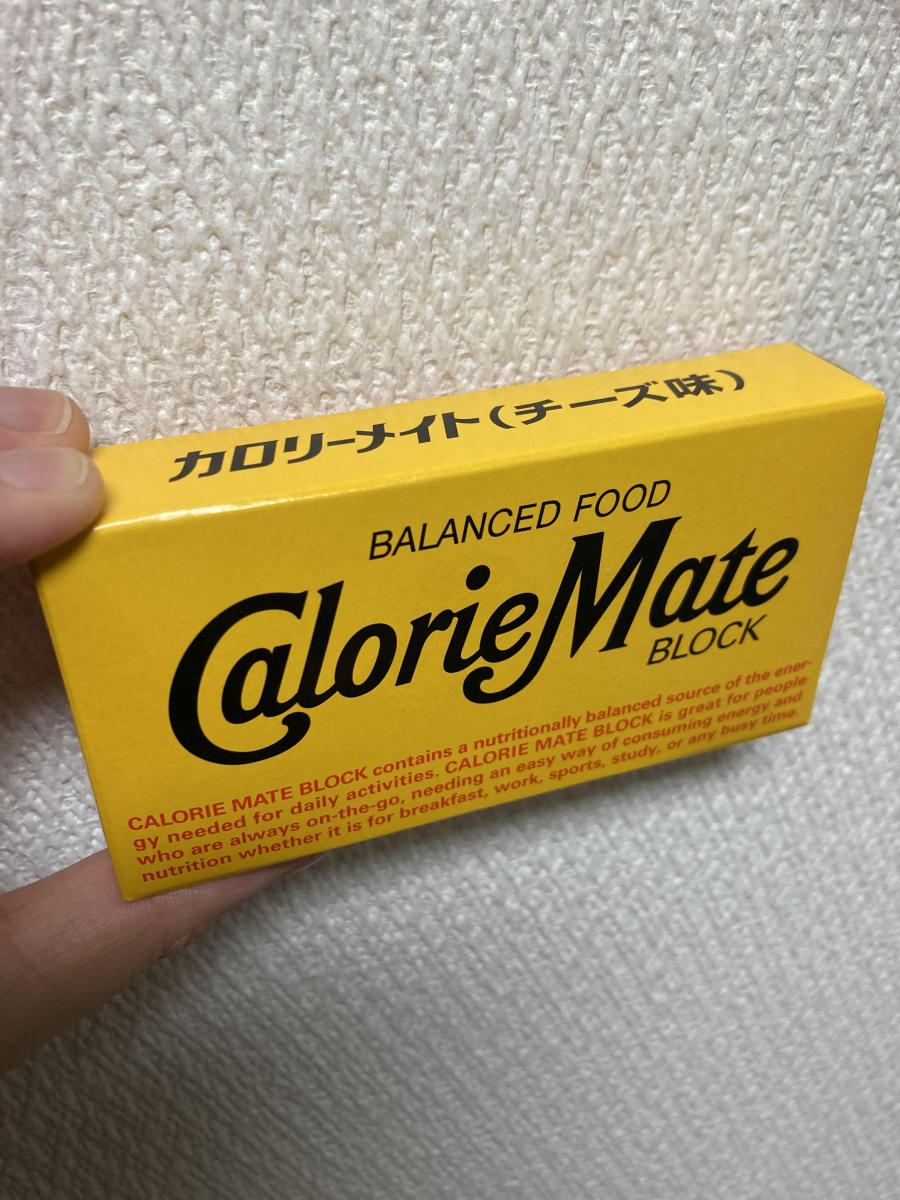 カロリーメイト(チーズ味)
BALANCED FOOD
CalorieMate
BLOCK
CALORIE MATE BLOCK contains a nutritionally balanced source of the ener-
gy needed for daily activities. CALORIE MATE BLOCK is great for people
who are always on-the-go, needing an easy way of consuming energy and
nutrition whether it is for breakfast, work, sports, study, or any busy time.